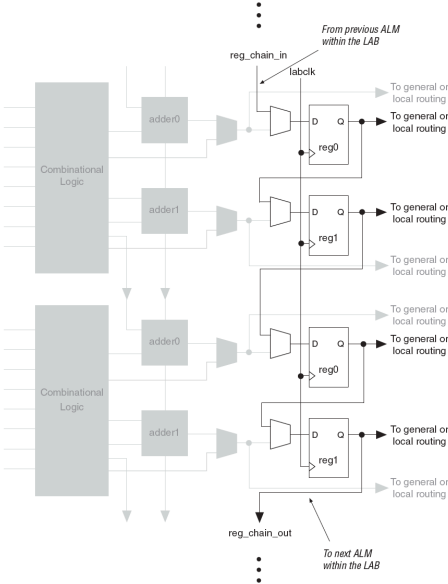 From previous ALM
within the LAB
reg_chain_in
labclk
To general or
local routing
To general or
local routing
adder0
D Q
reg0
Combinational
Logic
adder1
D Q
reg1
To general or
local routing
To general or
local routing
To general or
local routing
adder0
D Q
reg0
To general or
local routing
Combinational
Logic
adder1
D Q
reg1
To general or
local routing
To general or
local routing
reg_chain_out
To next ALM
within the LAB